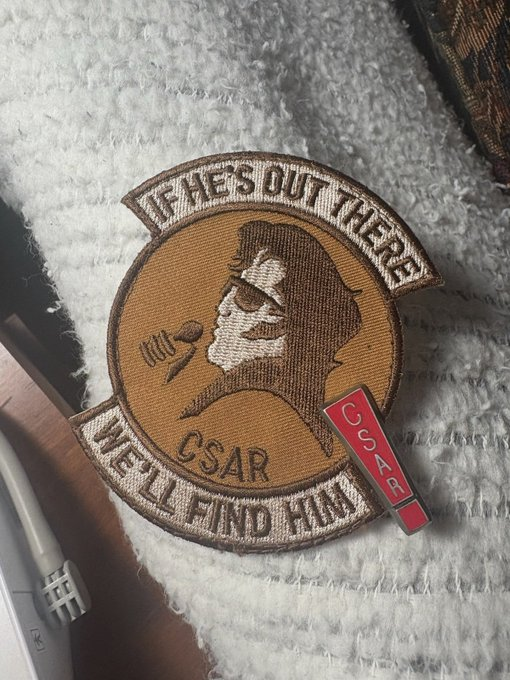 IF HE'S OUT THERE
CSAR
WE'LL FIND HIM
CSAR